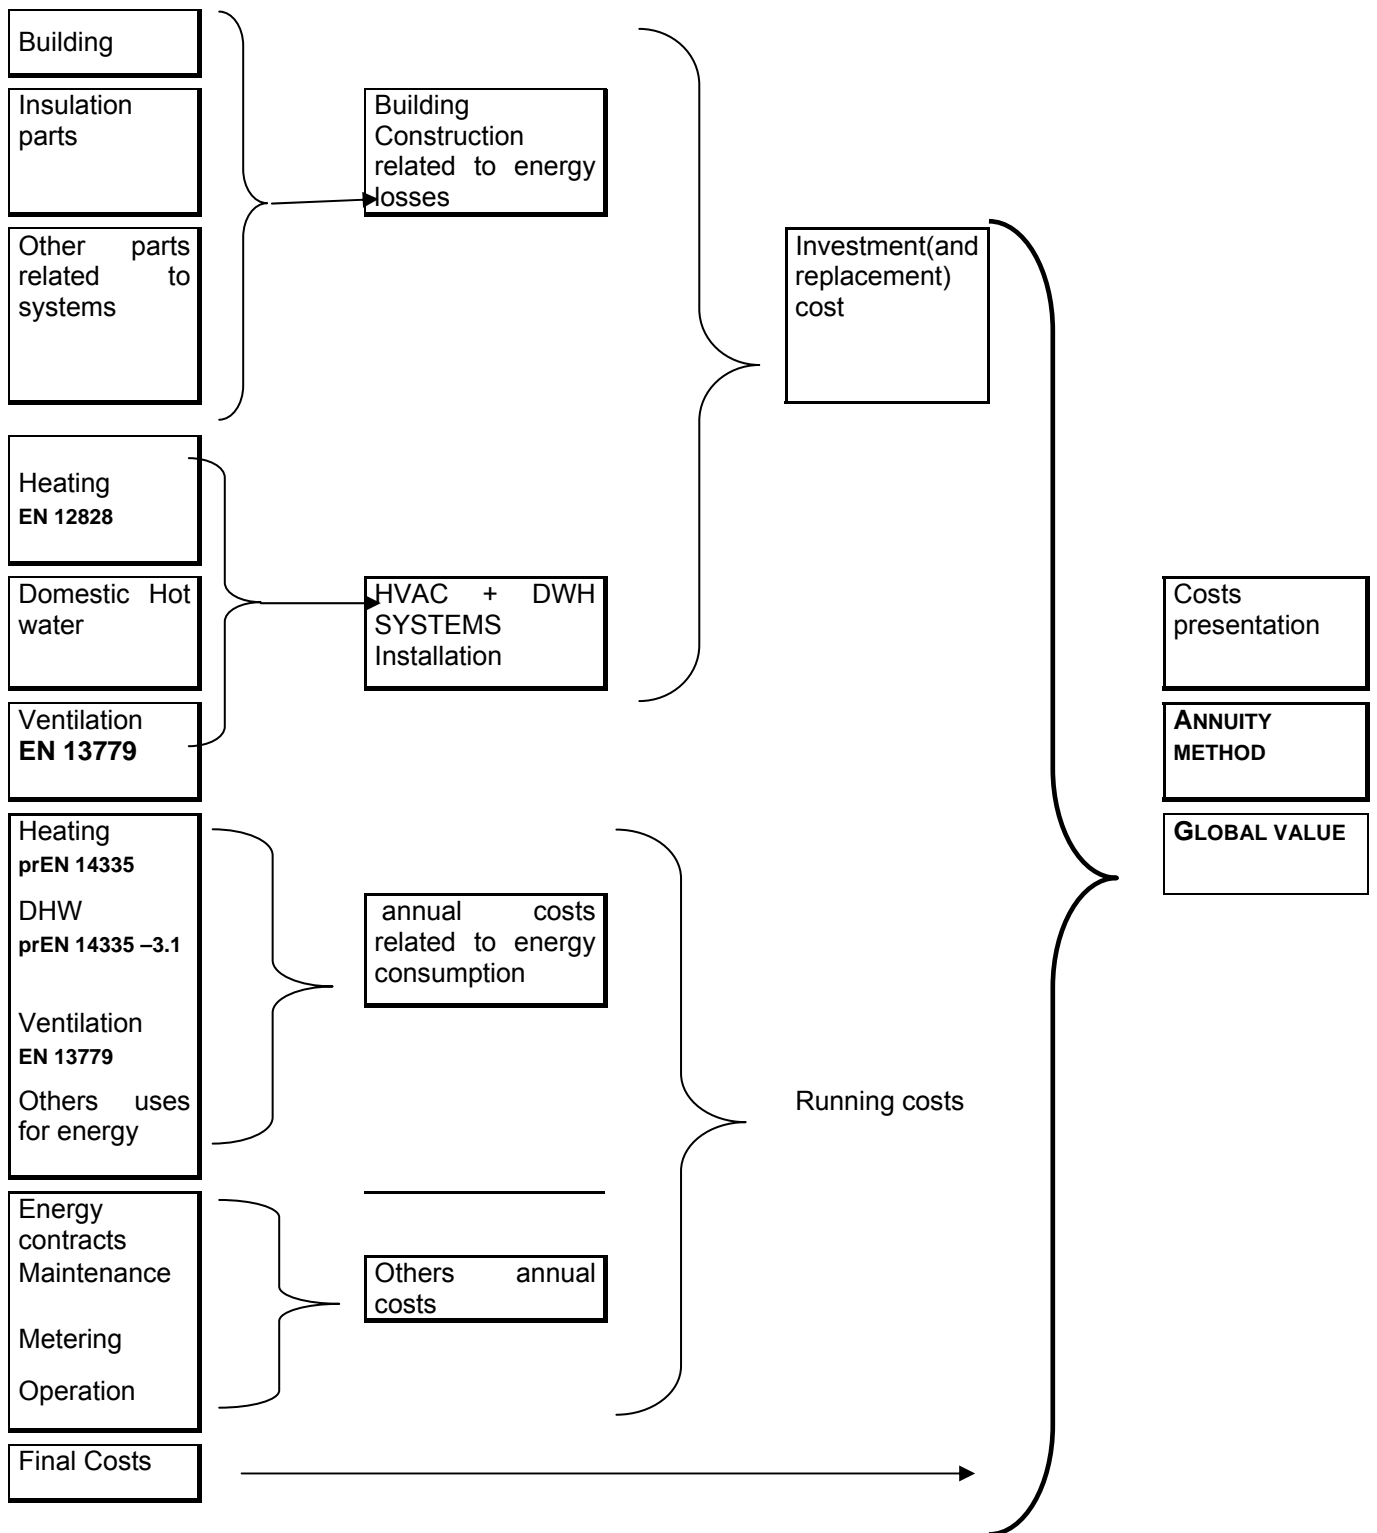 Building
Insulation
parts
Other parts
related to
systems
Heating
EN 12828
Domestic Hot
water
Ventilation
EN 13779
Heating
prEN 14335
DHW
prEN 14335 –3.1
Ventilation
EN 13779
Others uses
for energy
Energy
contracts
Maintenance
Metering
Operation
Final Costs
Building
Construction
related to energy
losses
HVAC + DWH
SYSTEMS
Installation
annual costs
related to energy
consumption
Others annual
costs
Investment(and
replacement)
cost
Running costs
Costs
presentation
ANNUITY
METHOD
GLOBAL VALUE